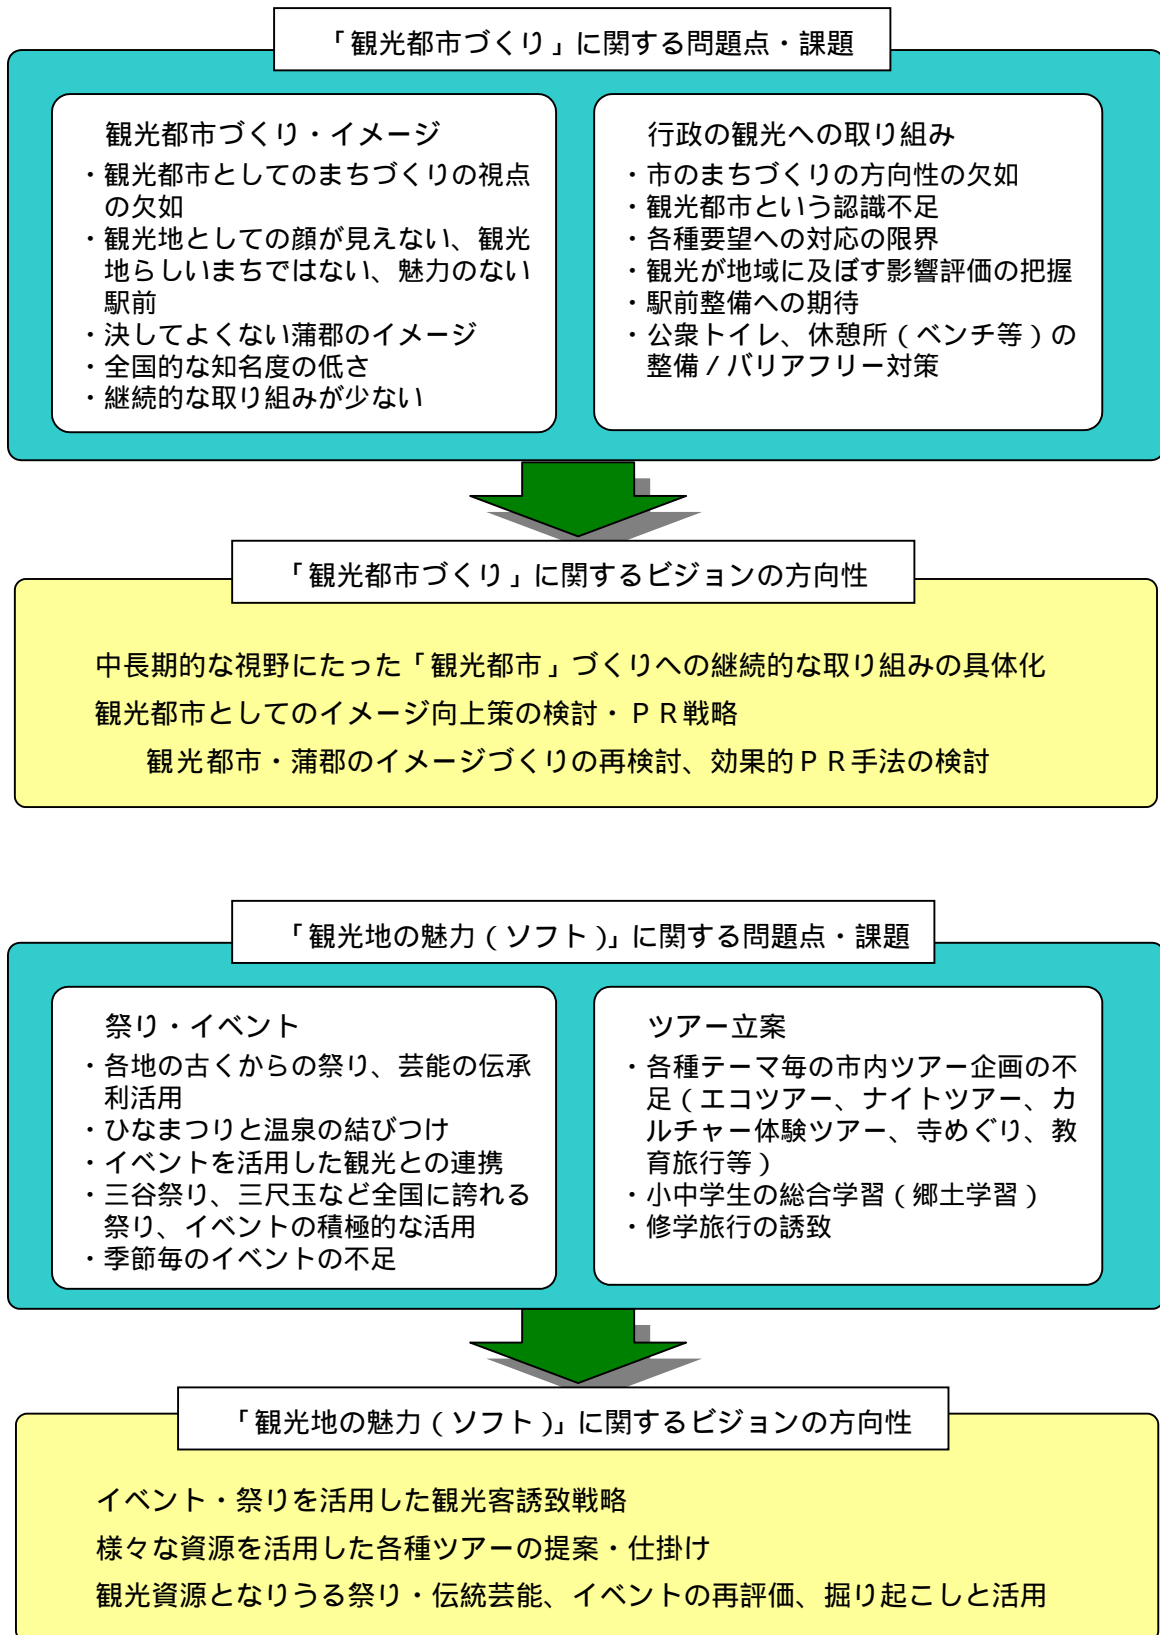 「観光都市づくり」に関する問題点・課題
観光都市づくり・イメージ
・観光都市としてのまちづくりの視点
の欠如
・観光地としての顔が見えない、観光
地らしいまちではない、魅力のない
駅前
・決してよくない蒲郡のイメージ
・全国的な知名度の低さ
・継続的な取り組みが少ない
行政の観光への取り組み
・市のまちづくりの方向性の欠如
・観光都市という認識不足
・各種要望への対応の限界
・観光が地域に及ぼす影響評価の把握
・駅前整備への期待
・公衆トイレ、休憩所（ベンチ等）の
整備／バリアフリー対策
「観光都市づくり」に関するビジョンの方向性
中長期的な視野にたった「観光都市」づくりへの継続的な取り組みの具体化
観光都市としてのイメージ向上策の検討・ＰＲ戦略
観光都市・蒲郡のイメージづくりの再検討、効果的ＰＲ手法の検討
「観光地の魅力（ソフト）」に関する問題点・課題
祭り・イベント
・各地の古くからの祭り、芸能の伝承
利活用
・ひなまつりと温泉の結びつけ
・イベントを活用した観光との連携
・三谷祭り、三尺玉など全国に誇れる
祭り、イベントの積極的な活用
・季節毎のイベントの不足
ツアー立案
・各種テーマ毎の市内ツアー企画の不
足（エコツアー、ナイトツアー、カ
ルチャー体験ツアー、寺めぐり、教
育旅行等）
・小中学生の総合学習（郷土学習）
・修学旅行の誘致
「観光地の魅力（ソフト）」に関するビジョンの方向性
イベント・祭りを活用した観光客誘致戦略
様々な資源を活用した各種ツアーの提案・仕掛け
観光資源となりうる祭り・伝統芸能、イベントの再評価、掘り起こしと活用